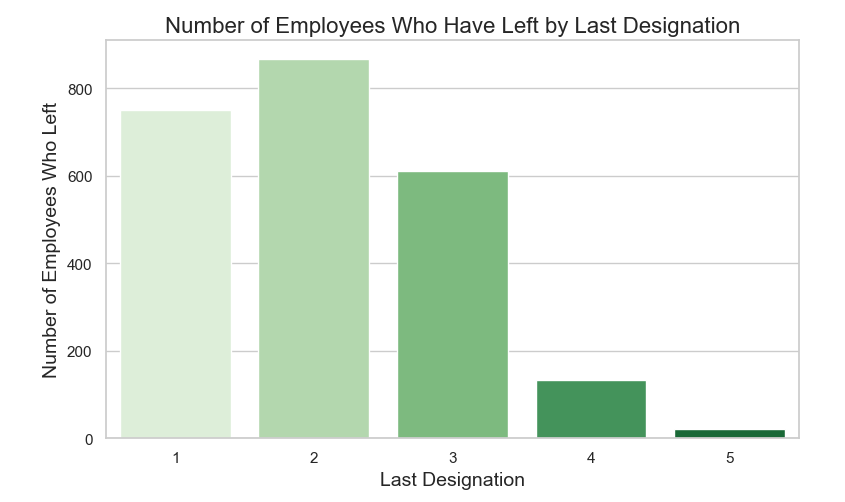 Number of Employees Who Have Left by Last Designation
Number of Employees Who Left
800
600
400
200
0
1 2 3 4 5
Last Designation